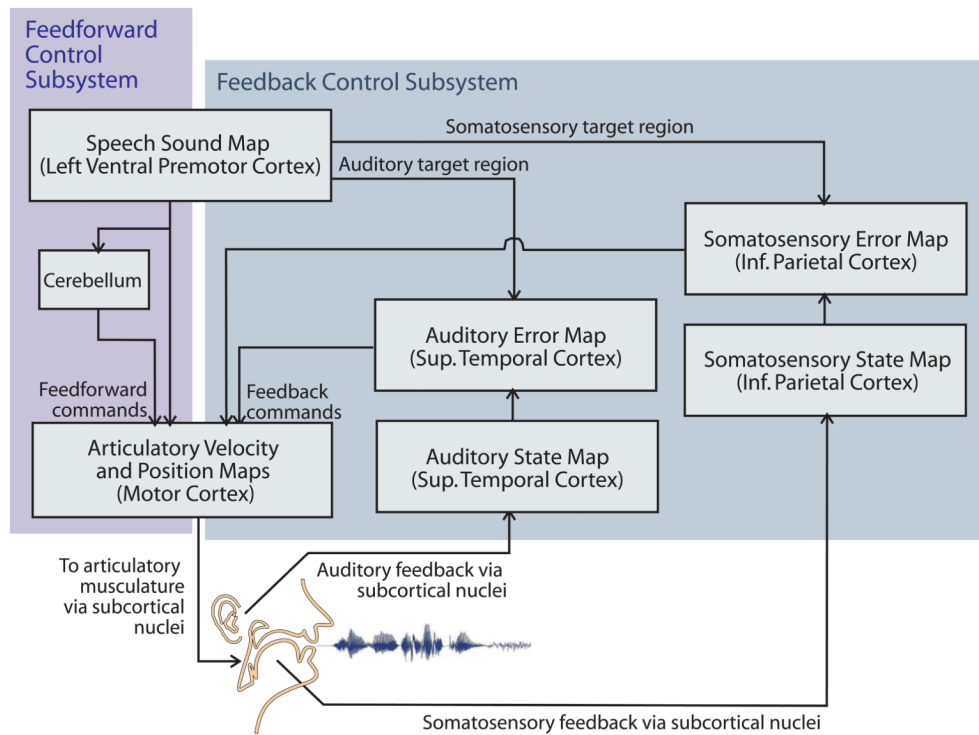 Feedforward
Control
Subsystem
Feedback Control Subsystem
Speech Sound Map
(Left Ventral Premotor Cortex)
Somatosensory target region
Auditory target region
Cerebellum
Somatosensory Error Map
(Inf. Parietal Cortex)
Auditory Error Map
(Sup. Temporal Cortex)
Somatosensory State Map
(Inf. Parietal Cortex)
Feedforward
commands
Feedback
commands
Articulatory Velocity
and Position Maps
(Motor Cortex)
Auditory State Map
(Sup. Temporal Cortex)
To articulatory
musculature
via subcortical
nuclei
Auditory feedback via
subcortical nuclei
Somatosensory feedback via subcortical nuclei